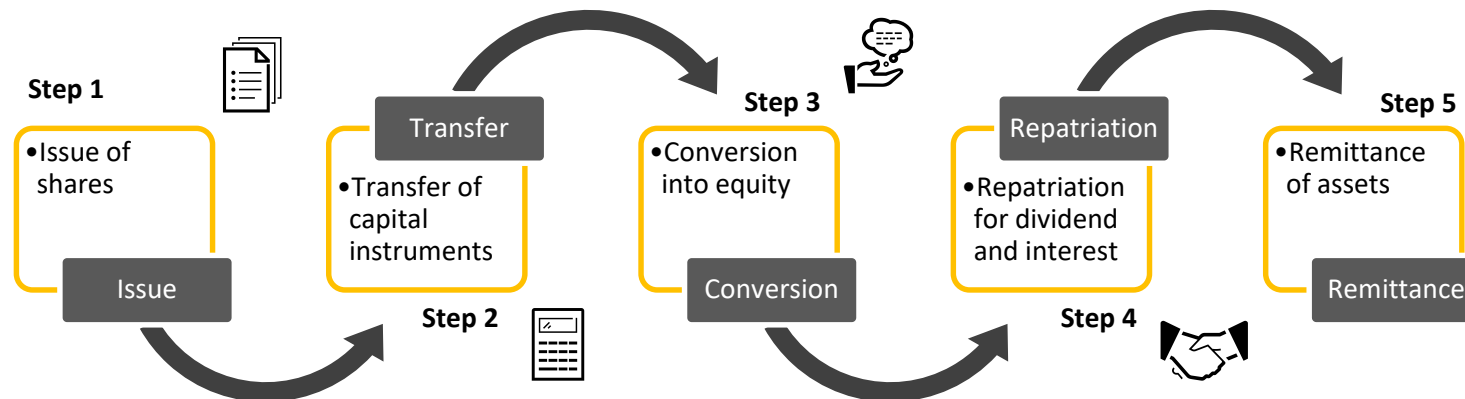 Step 1
•Issue of
shares
Issue
Transfer
•Transfer of
capital
instruments
Step 2
Step 3
•Conversion
into equity
Conversion
Repatriation
•Repatriation
for dividend
and interest
Step 4
Step 5
•Remittance
of assets
Remittance